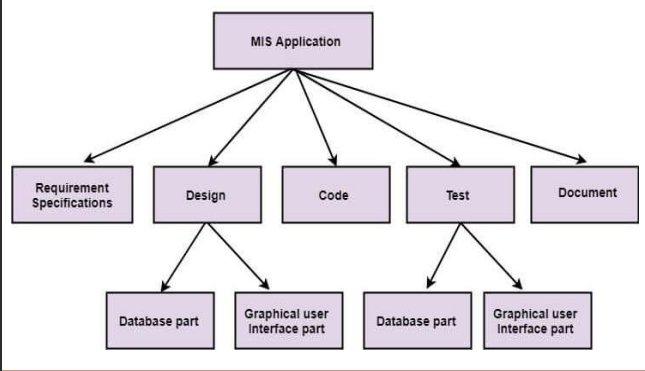 MIS Application
Requirement
Specifications
Design
Code
Test
Document
Database part
Graphical user
Interface part
Database part
Graphical user
Interface part